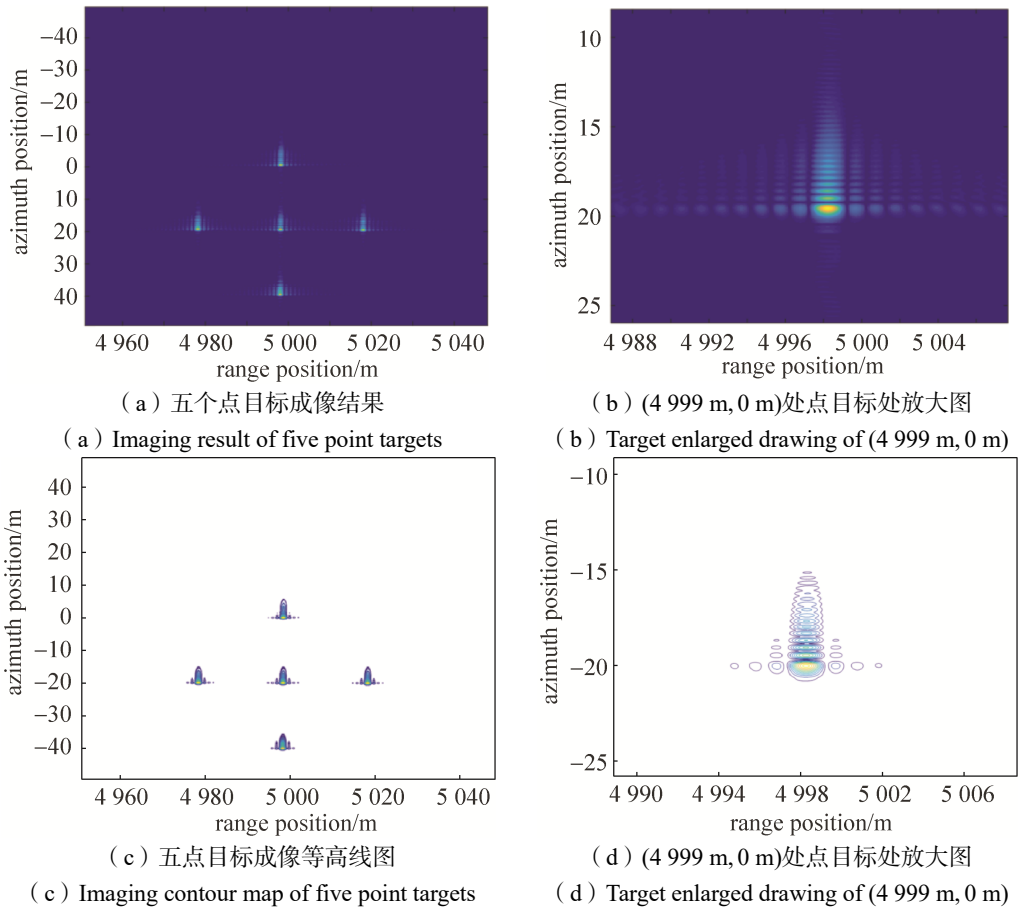 −40
−30
−20
−10
0
10
20
30
40
azimuth position/m
4 960 4 980 5 000 5 020 5 040
range position/m
（a）五个点目标成像结果
（a）Imaging result of five point targets
10
15
20
25
azimuth position/m
4 988 4 992 4 996 5 000 5 004
range position/m
（b）(4 999 m, 0 m)处点目标处放大图
（b）Target enlarged drawing of (4 999 m, 0 m)
40
30
20
10
0
−10
−20
−30
−40
azimuth position/m
4 960 4 980 5 000 5 020 5 040
range position/m
（c）五点目标成像等高线图
（c）Imaging contour map of five point targets
−10
−15
−20
−25
azimuth position/m
4 990 4 994 4 998 5 002 5 006
range position/m
（d）(4 999 m, 0 m)处点目标处放大图
（d）Target enlarged drawing of (4 999 m, 0 m)